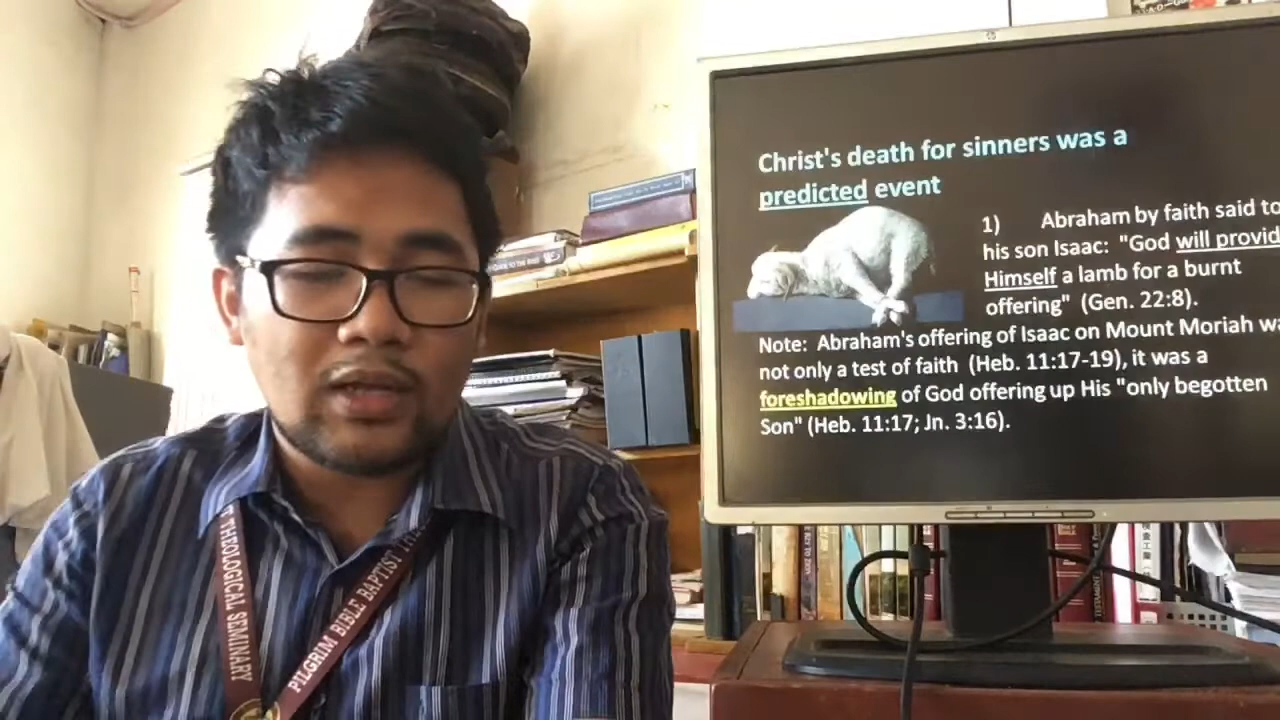 Christ's death for sinners was a
predicted event
1) Abraham by faith said to
his son Isaac: "God will provid
Himself a lamb for a burnt
offering" (Gen. 22:8).
Note: Abraham's offering of Isaac on Mount Moriah wa
not only a test of faith (Heb. 11:17-19), it was a
foreshadowing of God offering up His "only begotten
Son" (Heb. 11:17; Jn. 3:16).
THEOLOGICAL SEMINARY
PILGRIM BIBLE BAPTIST